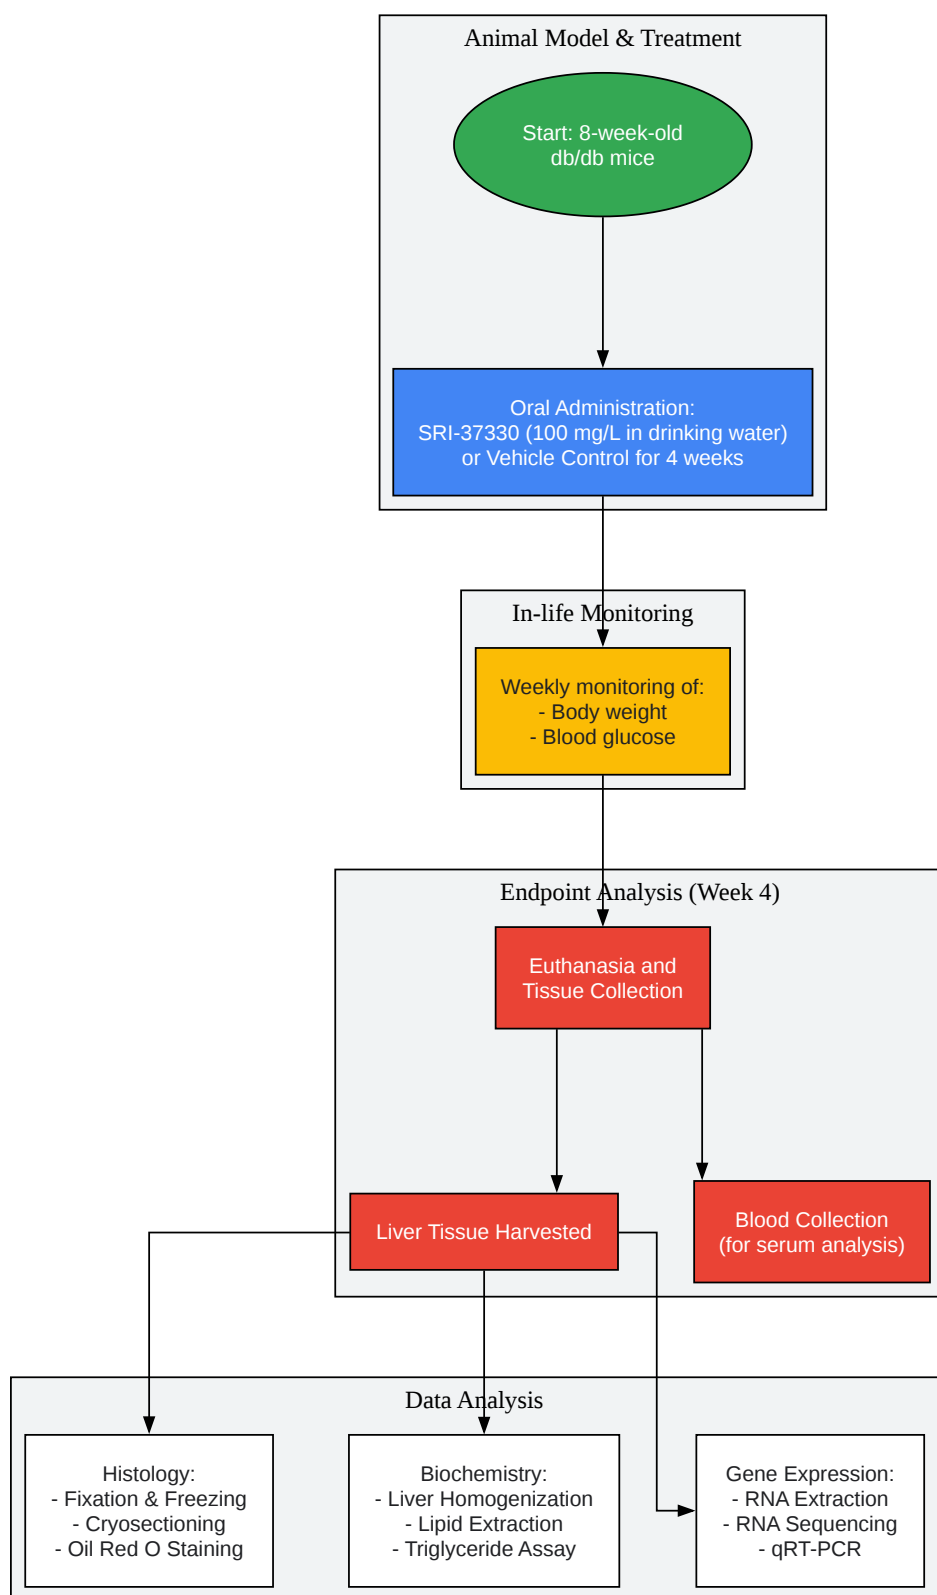 Animal Model & Treatment
Start: 8-week-old
db/db mice
Oral Administration:
SRI-37330 (100 mg/L in drinking water)
or Vehicle Control for 4 weeks
In-life Monitoring
Weekly monitoring of:
- Body weight
- Blood glucose
Endpoint Analysis (Week 4)
Euthanasia and
Tissue Collection
Liver Tissue Harvested
Blood Collection
(for serum analysis)
Data Analysis
Histology:
- Fixation & Freezing
- Cryosectioning
- Oil Red O Staining
Biochemistry:
- Liver Homogenization
- Lipid Extraction
- Triglyceride Assay
Gene Expression:
- RNA Extraction
- RNA Sequencing
- qRT-PCR